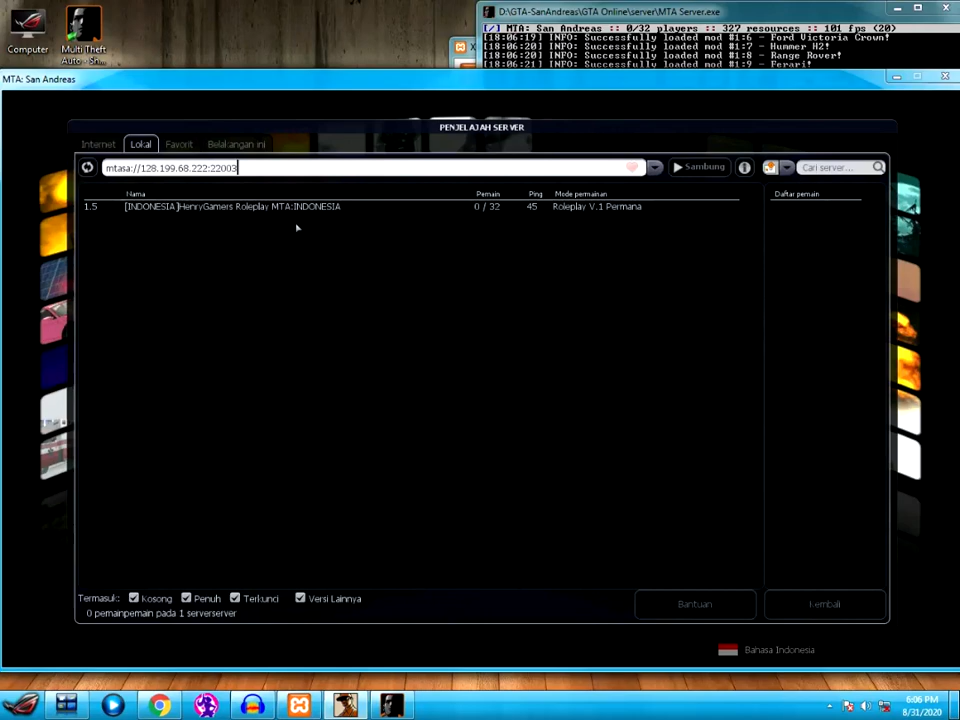 D:\GTA-SanAndreas\GTA Online\server\MTA Server.exe
[/] MTA: San Andreas :: 0/32 players :: 327 resources :: 101 fps (20)
[18:06:19] INFO: Successfully loaded mod #1:6 - Ford Victoria Crown!
[18:06:20] INFO: Successfully loaded mod #1:7 - Hummer H2!
[18:06:20] INFO: Successfully loaded mod #1:8 - Range Rover!
[18:06:21] INFO: Successfully loaded mod #1:9 - Ferari!
Computer
Multi Theft
Auto - Sh...
MTA: San Andreas
PENJELAJAH SERVER
Internet Lokal Favorit Belakangan ini
mtasa://128.199.68.222:22003
Sambung
Cari server...
Nama Pemain Ping Mode permainan Daftar pemain
1.5 [INDONESIA]HenryGamers Roleplay MTA:INDONESIA 0 / 32 45 Roleplay V.1 Permana
Termasuk: Kosong Penuh Terkunci Versi Lainnya
0 pemainpemain pada 1 serverserver
Bantuan
Kembali
Bahasa Indonesia
6:06 PM
8/31/2020